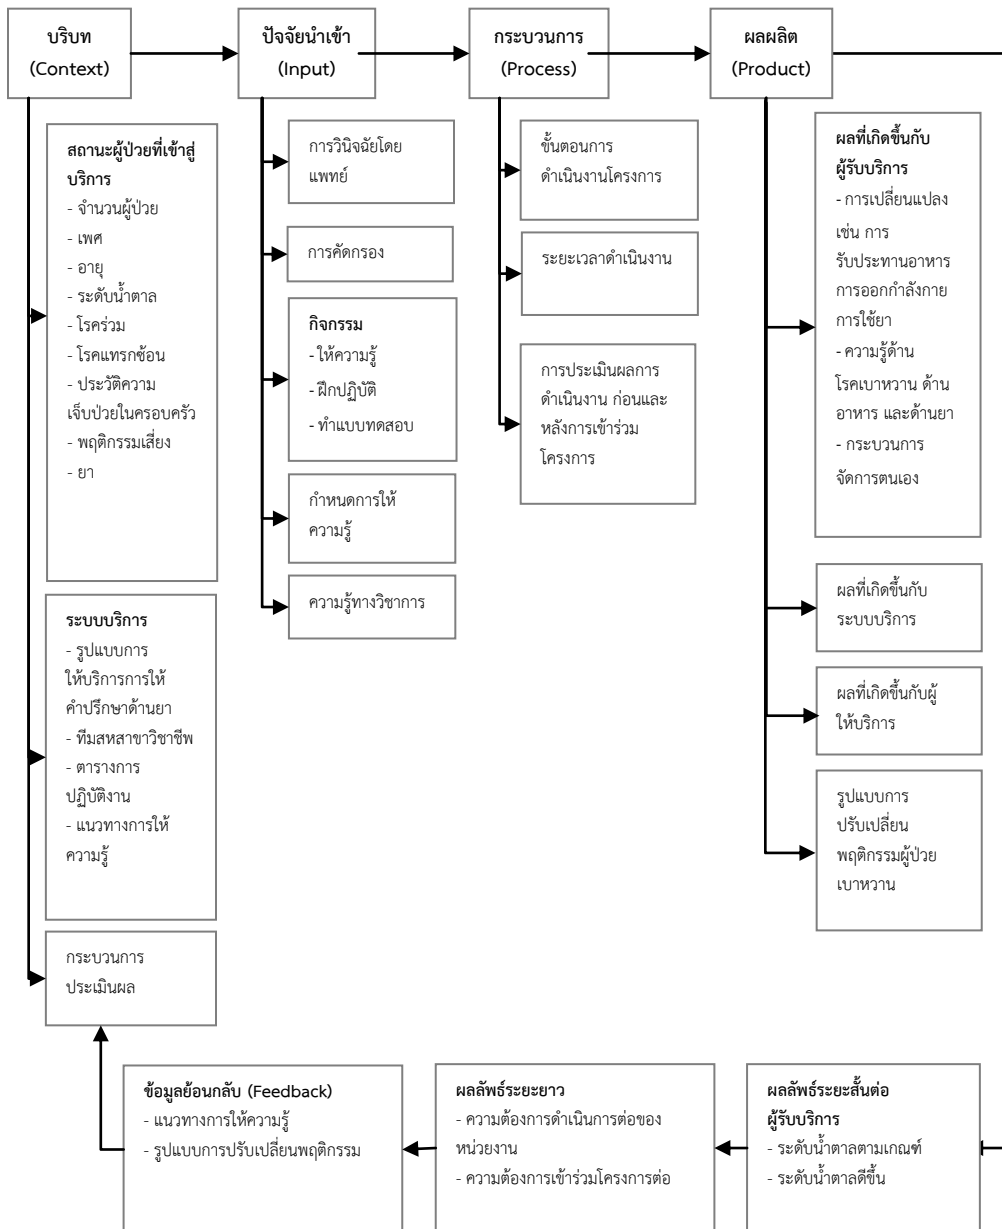 บริบท
(Context)
ปัจจัยนำเข้า
(Input)
กระบวนการ
(Process)
ผลผลิต
(Product)
สถานะผู้ป่วยที่เข้าสู่
บริการ
- จำนวนผู้ป่วย
- เพศ
- อายุ
- ระดับน้ำตาล
- โรคร่วม
- โรคแทรกซ้อน
- ประวัติความ
เจ็บป่วยในครอบครัว
- พฤติกรรมเสี่ยง
- ยา
ระบบบริการ
- รูปแบบการ
ให้บริการการให้
คำปรึกษาด้านยา
- ทีมสหสาขาวิชาชีพ
- ตารางการ
ปฏิบัติงาน
- แนวทางการให้
ความรู้
กระบวนการ
ประเมินผล
การวินิจฉัยโดย
แพทย์
การคัดกรอง
กิจกรรม
- ให้ความรู้
- ฝึกปฏิบัติ
- ทำแบบทดสอบ
กำหนดการให้
ความรู้
ความรู้ทางวิชาการ
ขั้นตอนการ
ดำเนินงานโครงการ
ระยะเวลาดำเนินงาน
การประเมินผลการ
ดำเนินงาน ก่อนและ
หลังการเข้าร่วม
โครงการ
ผลที่เกิดขึ้นกับ
ผู้รับบริการ
- การเปลี่ยนแปลง
เช่น การ
รับประทานอาหาร
การออกกำลังกาย
การใช้ยา
- ความรู้ด้าน
โรคเบาหวาน ด้าน
อาหาร และด้านยา
- กระบวนการ
จัดการตนเอง
ผลที่เกิดขึ้นกับ
ระบบบริการ
ผลที่เกิดขึ้นกับผู้
ให้บริการ
รูปแบบการ
ปรับเปลี่ยน
พฤติกรรมผู้ป่วย
เบาหวาน
ข้อมูลย้อนกลับ (Feedback)
- แนวทางการให้ความรู้
- รูปแบบการปรับเปลี่ยนพฤติกรรม
ผลลัพธ์ระยะยาว
- ความต้องการดำเนินการต่อของ
หน่วยงาน
- ความต้องการเข้าร่วมโครงการต่อ
ผลลัพธ์ระยะสั้นต่อ
ผู้รับบริการ
- ระดับน้ำตาลตามเกณฑ์
- ระดับน้ำตาลดีขึ้น